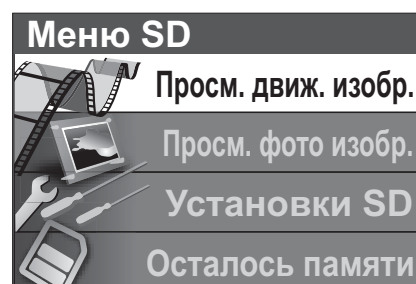 Меню SD
Просм. движ. изобр.
Просм. фото изобр.
Установки SD
Осталось памяти